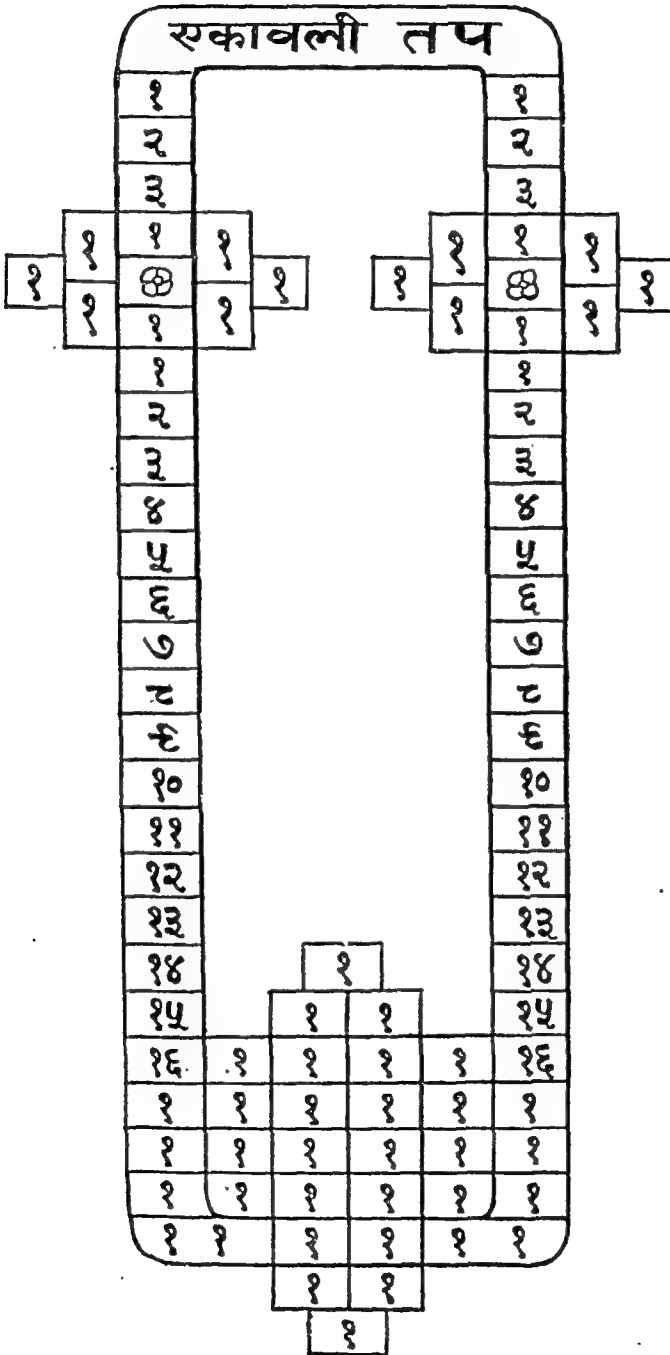 एकावली तप
१ १
२ २
३ ३
१ १ १ १ १ १
१ १ १ १
१ १ १ १ १ १
१ १
२ २
३ ३
४ ४
५ ५
६ ६
७ ७
८ ८
९ ९
१० १०
११ ११
१२ १२
१३ १३
१४ १ १४
१५ १ १ १५
१६ १ १ १ १ १६
१ १ १ १ १ १
१ १ १ १ १ १
१ १ १ १ १ १
१ १ १ १ १ १
१ १
१